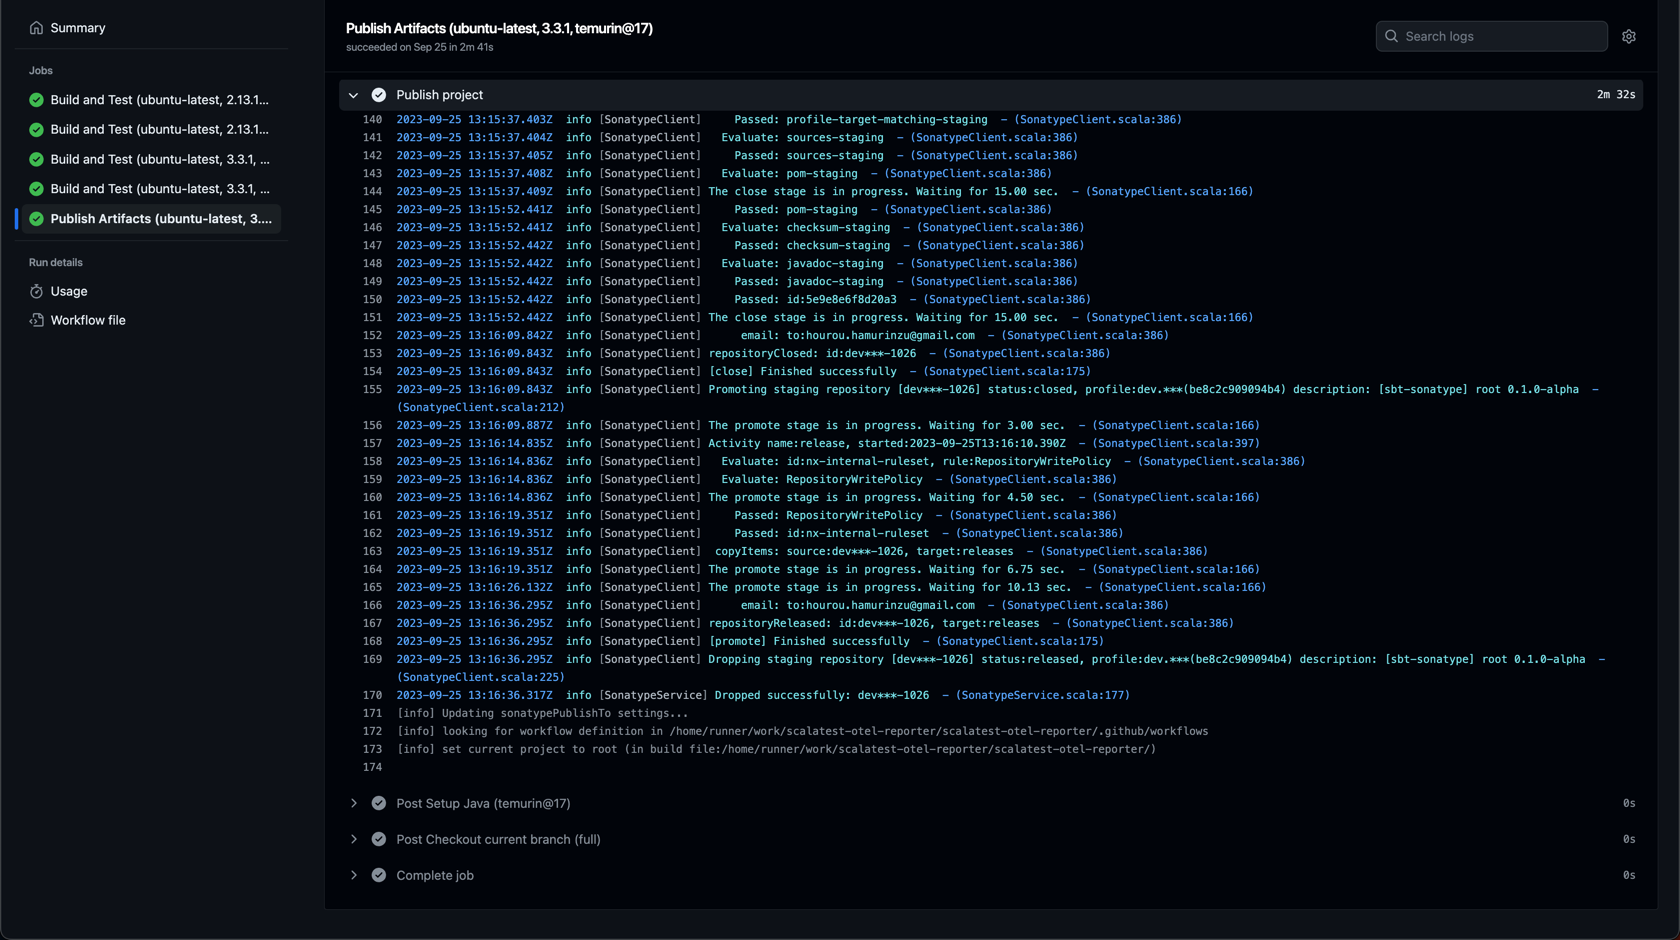 Summary
Jobs
Build and Test (ubuntu-latest, 2.13.1...
Build and Test (ubuntu-latest, 2.13.1...
Build and Test (ubuntu-latest, 3.3.1, ...
Build and Test (ubuntu-latest, 3.3.1, ...
Publish Artifacts (ubuntu-latest, 3....
Run details
Usage
Workflow file
Publish Artifacts (ubuntu-latest, 3.3.1, temurin@17)
succeeded on Sep 25 in 2m 41s
Search logs
Publish project 2m 32s
140 2023-09-25 13:15:37.403Z info [SonatypeClient] Passed: profile-target-matching-staging - (SonatypeClient.scala:386)
141 2023-09-25 13:15:37.404Z info [SonatypeClient] Evaluate: sources-staging - (SonatypeClient.scala:386)
142 2023-09-25 13:15:37.405Z info [SonatypeClient] Passed: sources-staging - (SonatypeClient.scala:386)
143 2023-09-25 13:15:37.408Z info [SonatypeClient] Evaluate: pom-staging - (SonatypeClient.scala:386)
144 2023-09-25 13:15:37.409Z info [SonatypeClient] The close stage is in progress. Waiting for 15.00 sec. - (SonatypeClient.scala:166)
145 2023-09-25 13:15:52.441Z info [SonatypeClient] Passed: pom-staging - (SonatypeClient.scala:386)
146 2023-09-25 13:15:52.441Z info [SonatypeClient] Evaluate: checksum-staging - (SonatypeClient.scala:386)
147 2023-09-25 13:15:52.442Z info [SonatypeClient] Passed: checksum-staging - (SonatypeClient.scala:386)
148 2023-09-25 13:15:52.442Z info [SonatypeClient] Evaluate: javadoc-staging - (SonatypeClient.scala:386)
149 2023-09-25 13:15:52.442Z info [SonatypeClient] Passed: javadoc-staging - (SonatypeClient.scala:386)
150 2023-09-25 13:15:52.442Z info [SonatypeClient] Passed: id:5e9e8e6f8d20a3 - (SonatypeClient.scala:386)
151 2023-09-25 13:15:52.442Z info [SonatypeClient] The close stage is in progress. Waiting for 15.00 sec. - (SonatypeClient.scala:166)
152 2023-09-25 13:16:09.842Z info [SonatypeClient] email: to:hourou.hamurinzu@gmail.com - (SonatypeClient.scala:386)
153 2023-09-25 13:16:09.843Z info [SonatypeClient] repositoryClosed: id:dev***-1026 - (SonatypeClient.scala:386)
154 2023-09-25 13:16:09.843Z info [SonatypeClient] [close] Finished successfully - (SonatypeClient.scala:175)
155 2023-09-25 13:16:09.843Z info [SonatypeClient] Promoting staging repository [dev***-1026] status:closed, profile:dev.***(be8c2c909094b4) description: [sbt-sonatype] root 0.1.0-alpha -
(SonatypeClient.scala:212)
156 2023-09-25 13:16:09.887Z info [SonatypeClient] The promote stage is in progress. Waiting for 3.00 sec. - (SonatypeClient.scala:166)
157 2023-09-25 13:16:14.835Z info [SonatypeClient] Activity name:release, started:2023-09-25T13:16:10.390Z - (SonatypeClient.scala:397)
158 2023-09-25 13:16:14.836Z info [SonatypeClient] Evaluate: id:nx-internal-ruleset, rule:RepositoryWritePolicy - (SonatypeClient.scala:386)
159 2023-09-25 13:16:14.836Z info [SonatypeClient] Evaluate: RepositoryWritePolicy - (SonatypeClient.scala:386)
160 2023-09-25 13:16:14.836Z info [SonatypeClient] The promote stage is in progress. Waiting for 4.50 sec. - (SonatypeClient.scala:166)
161 2023-09-25 13:16:19.351Z info [SonatypeClient] Passed: RepositoryWritePolicy - (SonatypeClient.scala:386)
162 2023-09-25 13:16:19.351Z info [SonatypeClient] Passed: id:nx-internal-ruleset - (SonatypeClient.scala:386)
163 2023-09-25 13:16:19.351Z info [SonatypeClient] copyItems: source:dev***-1026, target:releases - (SonatypeClient.scala:386)
164 2023-09-25 13:16:19.351Z info [SonatypeClient] The promote stage is in progress. Waiting for 6.75 sec. - (SonatypeClient.scala:166)
165 2023-09-25 13:16:26.132Z info [SonatypeClient] The promote stage is in progress. Waiting for 10.13 sec. - (SonatypeClient.scala:166)
166 2023-09-25 13:16:36.295Z info [SonatypeClient] email: to:hourou.hamurinzu@gmail.com - (SonatypeClient.scala:386)
167 2023-09-25 13:16:36.295Z info [SonatypeClient] repositoryReleased: id:dev***-1026, target:releases - (SonatypeClient.scala:386)
168 2023-09-25 13:16:36.295Z info [SonatypeClient] [promote] Finished successfully - (SonatypeClient.scala:175)
169 2023-09-25 13:16:36.295Z info [SonatypeClient] Dropping staging repository [dev***-1026] status:released, profile:dev.***(be8c2c909094b4) description: [sbt-sonatype] root 0.1.0-alpha -
(SonatypeClient.scala:225)
170 2023-09-25 13:16:36.317Z info [SonatypeService] Dropped successfully: dev***-1026 - (SonatypeService.scala:177)
171 [info] Updating sonatypePublishTo settings...
172 [info] looking for workflow definition in /home/runner/work/scalatest-otel-reporter/scalatest-otel-reporter/.github/workflows
173 [info] set current project to root (in build file:/home/runner/work/scalatest-otel-reporter/scalatest-otel-reporter/)
174
Post Setup Java (temurin@17) 0s
Post Checkout current branch (full) 0s
Complete job 0s